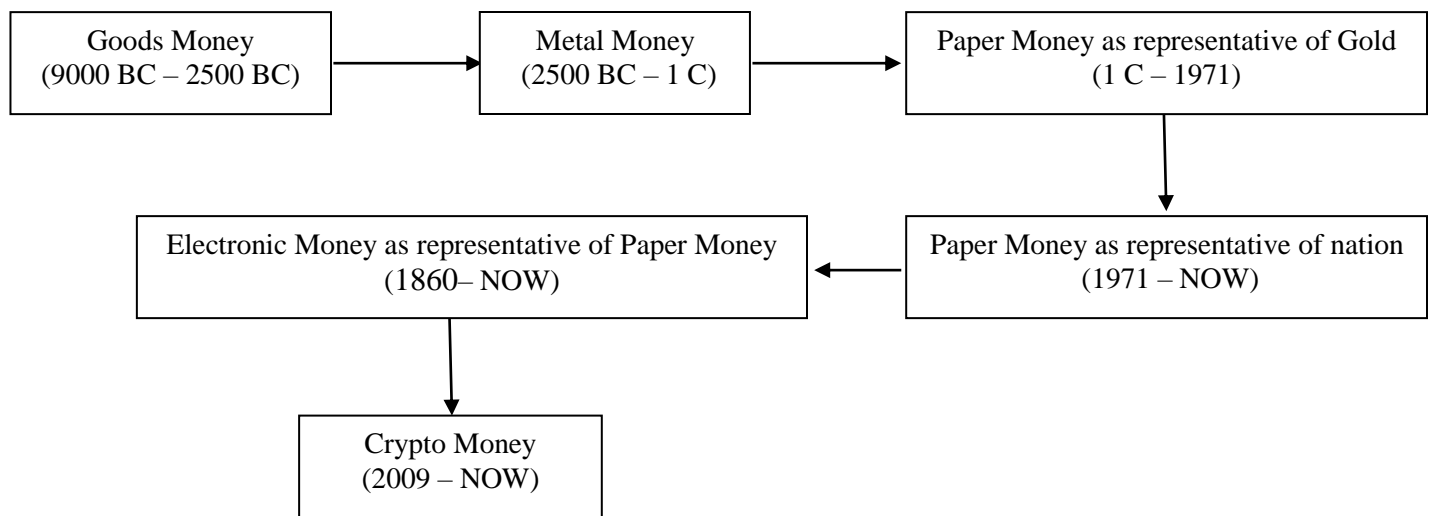 Goods Money
(9000 BC – 2500 BC)
Metal Money
(2500 BC – 1 C)
Paper Money as representative of Gold
(1 C – 1971)
Paper Money as representative of nation
(1971 – NOW)
Electronic Money as representative of Paper Money
(1860– NOW)
Crypto Money
(2009 – NOW)